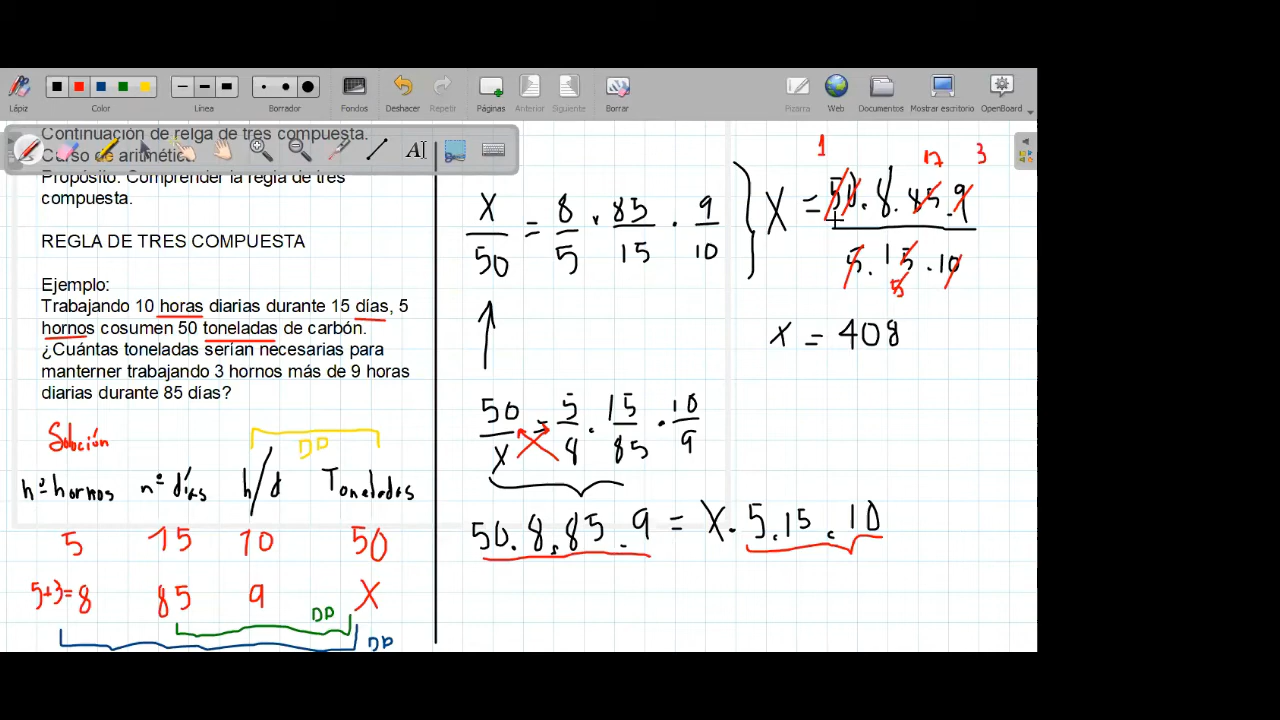 Lápiz
Color
Línea
Borrador
Fondos
Deshacer
Repetir
Páginas
Anterior
Siguiente
Borrar
Pizarra
Web
Documentos
Mostrar escritorio
OpenBoard
Continuación de relga de tres compuesta.
Curso de aritmétic
Propósito: Comprender la regla de tres
compuesta.
REGLA DE TRES COMPUESTA
Ejemplo:
Trabajando 10 horas diarias durante 15 días, 5
hornos cosumen 50 toneladas de carbón.
¿Cuántas toneladas serían necesarias para
manterner trabajando 3 hornos más de 9 horas
diarias durante 85 días?
Solución
DP
nº hornos nº días h/d Toneladas
5 15 10 50
5+3=8 85 9 X
DP
DP
X/50 = 8/5 . 85/15 . 9/10
50/X = 5/8 . 15/85 . 10/9
50.8.85.9 = X.5.15.10
1 17 3
X = 50.8.85.9
5.15.10
5
x = 408